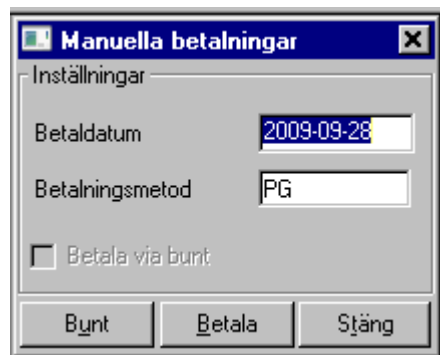 Manuella betalningar
Inställningar
Betaldatum 2009-09-28
Betalningsmetod PG
Betala via bunt
Bunt Betala Stäng